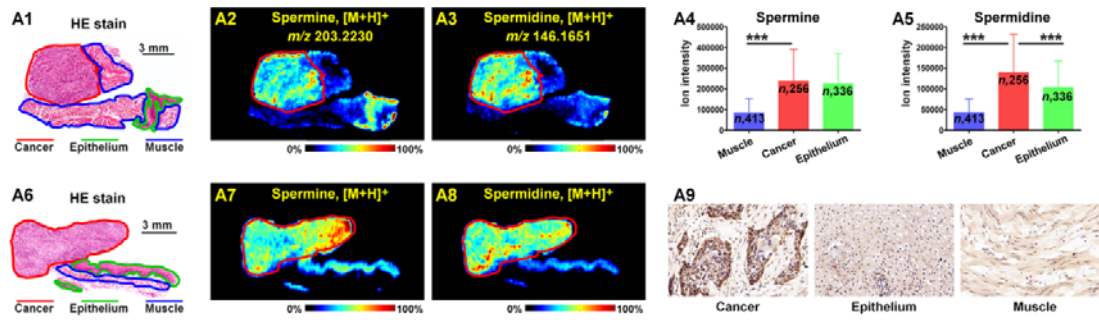 A1
HE stain
3 mm
Cancer Epithelium Muscle
A2
Spermine, [M+H]+
m/z 203.2230
0% 100%
A3
Spermidine, [M+H]+
m/z 146.1651
0% 100%
A4
Spermine
Ion intensity
500000
400000
300000
200000
100000
0
***
n,413
n,256
n,336
Muscle
Cancer
Epithelium
A5
Spermidine
Ion intensity
250000
200000
150000
100000
50000
0
*** ***
n,413
n,256
n,336
Muscle
Cancer
Epithelium
A6
HE stain
3 mm
Cancer Epithelium Muscle
A7
Spermine, [M+H]+
0% 100%
A8
Spermidine, [M+H]+
0% 100%
A9
Cancer
Epithelium
Muscle